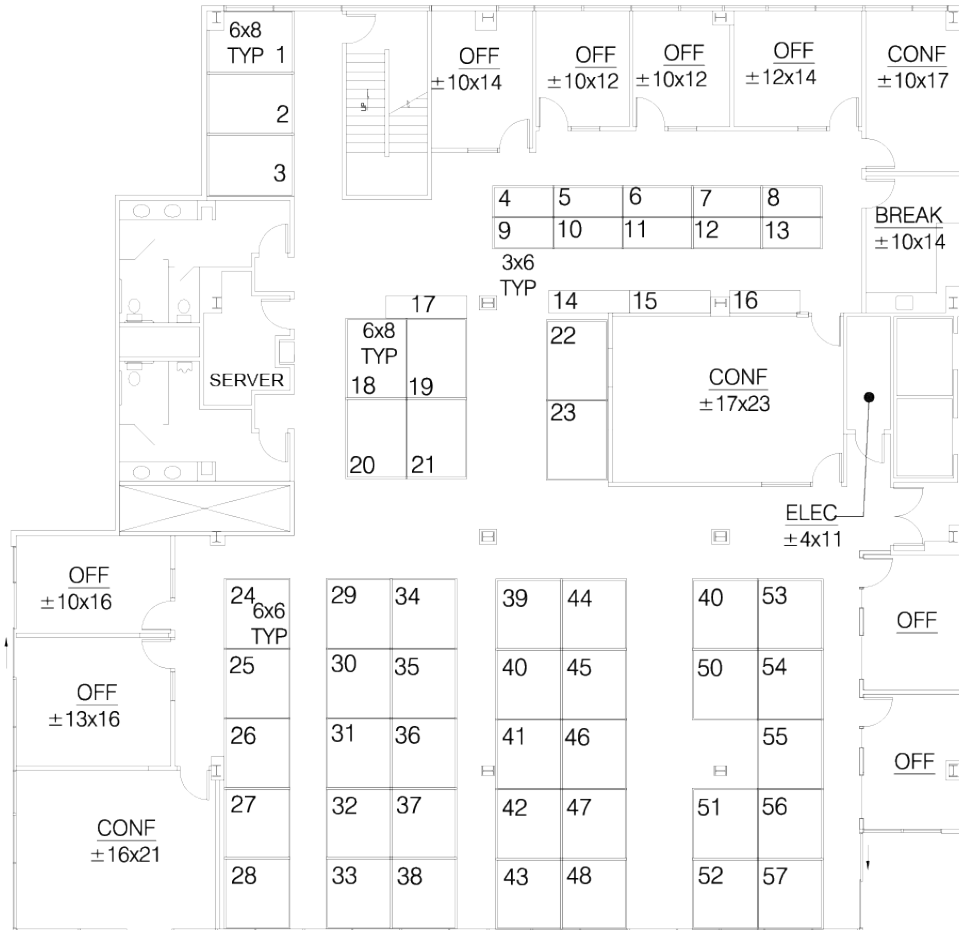 6x8
TYP 1
2
3
UP
OFF
±10x14
OFF
±10x12
OFF
±10x12
OFF
±12x14
CONF
±10x17
4 5 6 7 8
9 10 11 12 13
3x6
TYP
BREAK
±10x14
14 15 16
17
6x8
TYP
18 19
20 21
22
23
CONF
±17x23
SERVER
ELEC
±4x11
OFF
±10x16
OFF
±13x16
CONF
±16x21
OFF
OFF
24 29 34 39 44 40 53
6x6
TYP
25 30 35 40 45 50 54
26 31 36 41 46 55
27 32 37 42 47 51 56
28 33 38 43 48 52 57